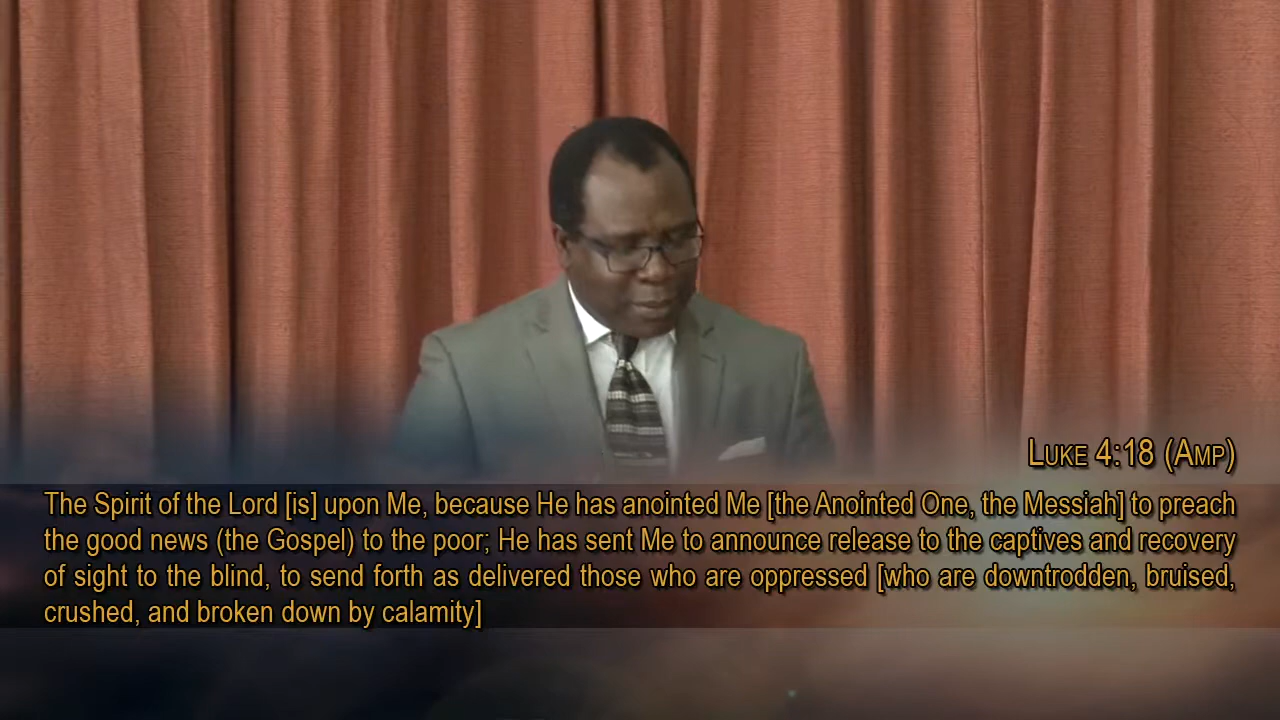 Luke 4:18 (Amp)
The Spirit of the Lord [is] upon Me, because He has anointed Me [the Anointed One, the Messiah] to preach
the good news (the Gospel) to the poor; He has sent Me to announce release to the captives and recovery
of sight to the blind, to send forth as delivered those who are oppressed [who are downtrodden, bruised,
crushed, and broken down by calamity]